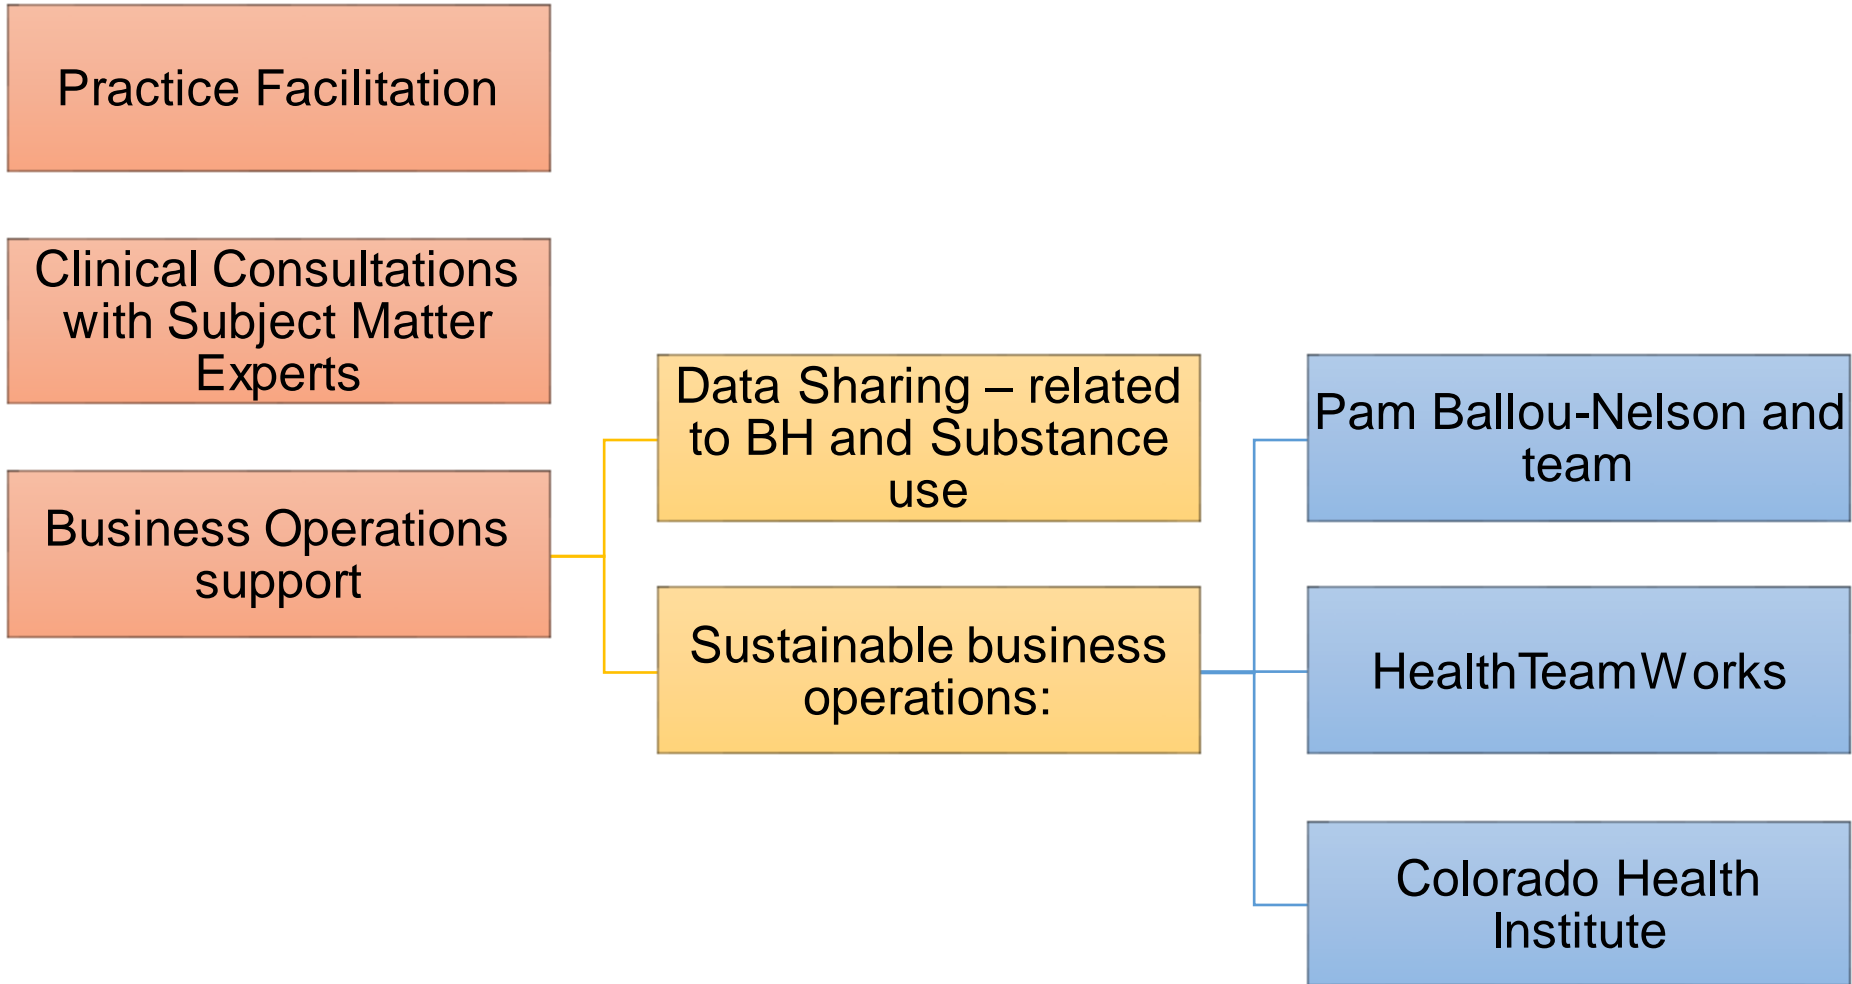 Practice Facilitation
Clinical Consultations
with Subject Matter
Experts
Business Operations
support
Data Sharing – related
to BH and Substance
use
Sustainable business
operations:
Pam Ballou-Nelson and
team
HealthTeamWorks
Colorado Health
Institute